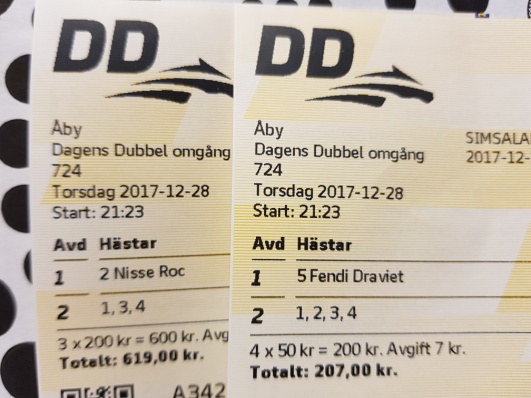 DD
Åby
Dagens Dubbel omgång
724
Torsdag 2017-12-28
Start: 21:23
Avd Hästar
1 2 Nisse Roc
2 1, 3, 4
3 x 200 kr = 600 kr. Avg
Totalt: 619,00 kr.
A342
DD
Åby
SIMSALA
Dagens Dubbel omgång
2017-12-
724
Torsdag 2017-12-28
Start: 21:23
Avd Hästar
1 5 Fendi Draviet
2 1, 2, 3, 4
4 x 50 kr = 200 kr. Avgift 7 kr.
Totalt: 207,00 kr.